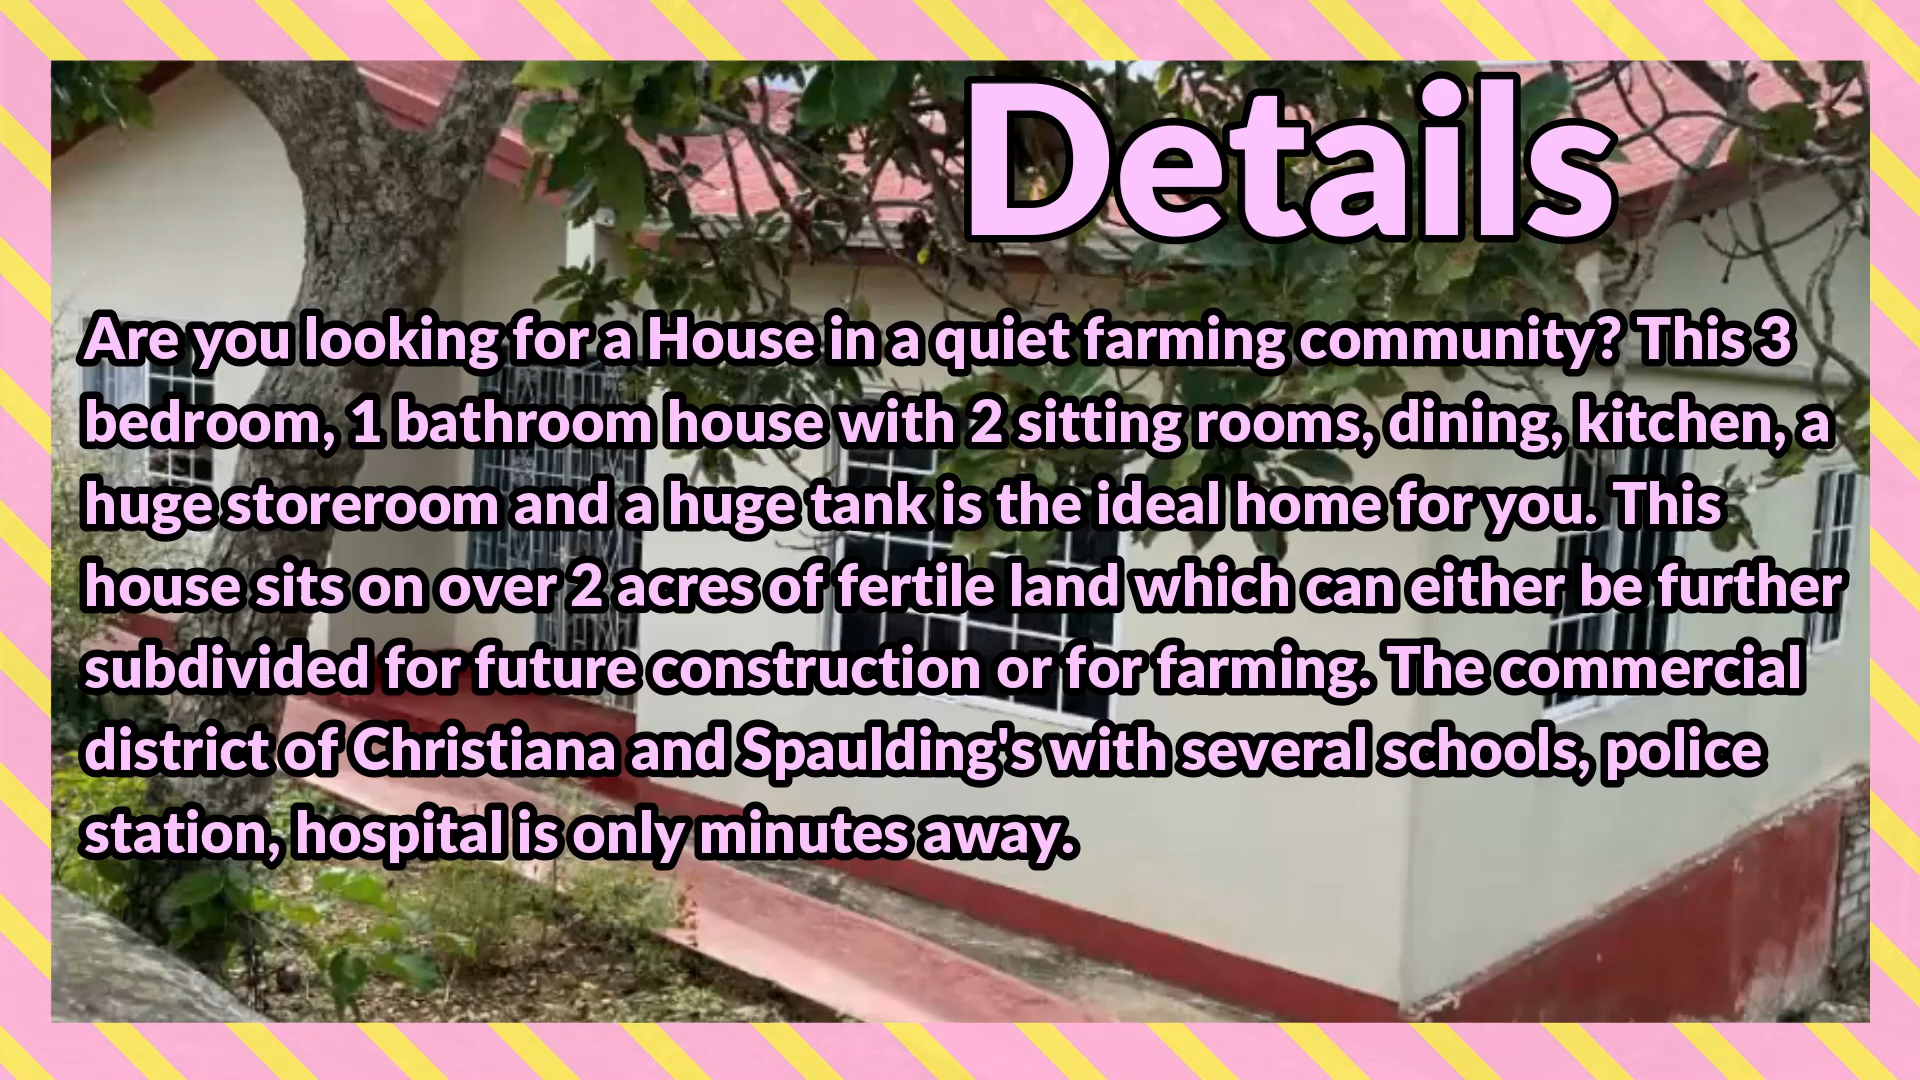 Details
Are you looking for a House in a quiet farming community? This 3
bedroom, 1 bathroom house with 2 sitting rooms, dining, kitchen, a
huge storeroom and a huge tank is the ideal home for you. This
house sits on over 2 acres of fertile land which can either be further
subdivided for future construction or for farming. The commercial
district of Christiana and Spaulding's with several schools, police
station, hospital is only minutes away.